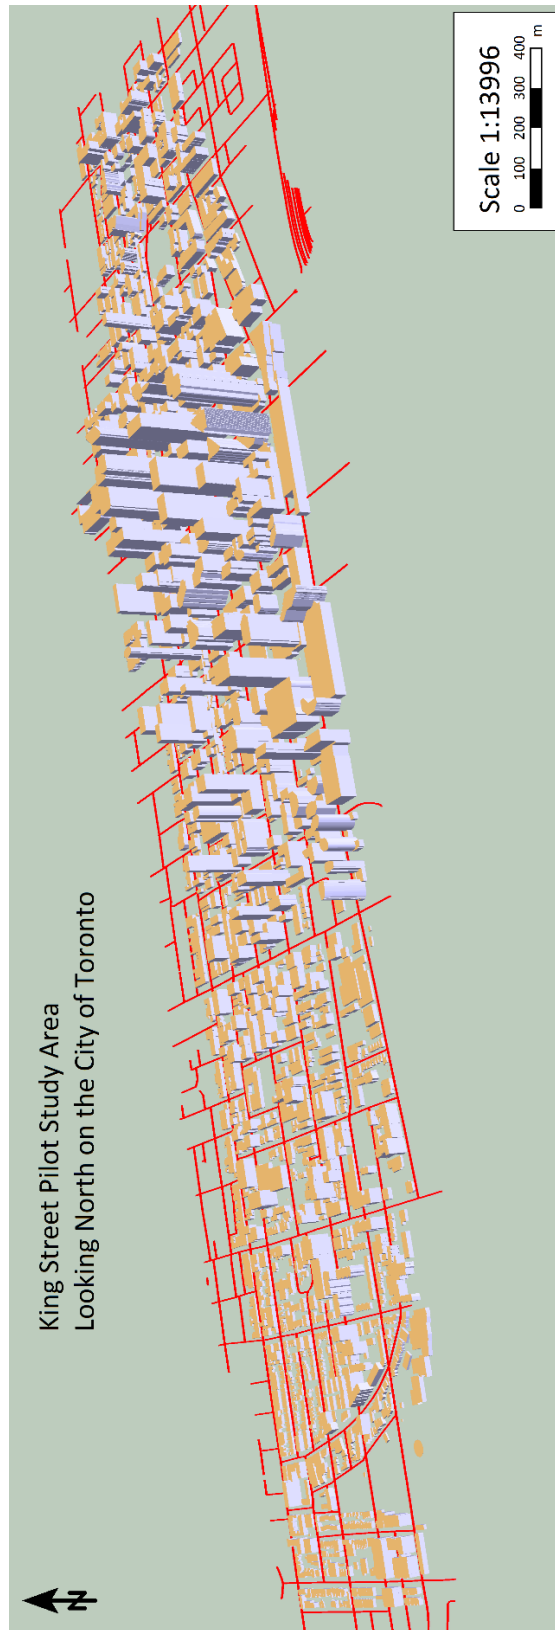 King Street Pilot Study Area
Looking North on the City of Toronto
N
Scale 1:13996
0 100 200 300 400
m